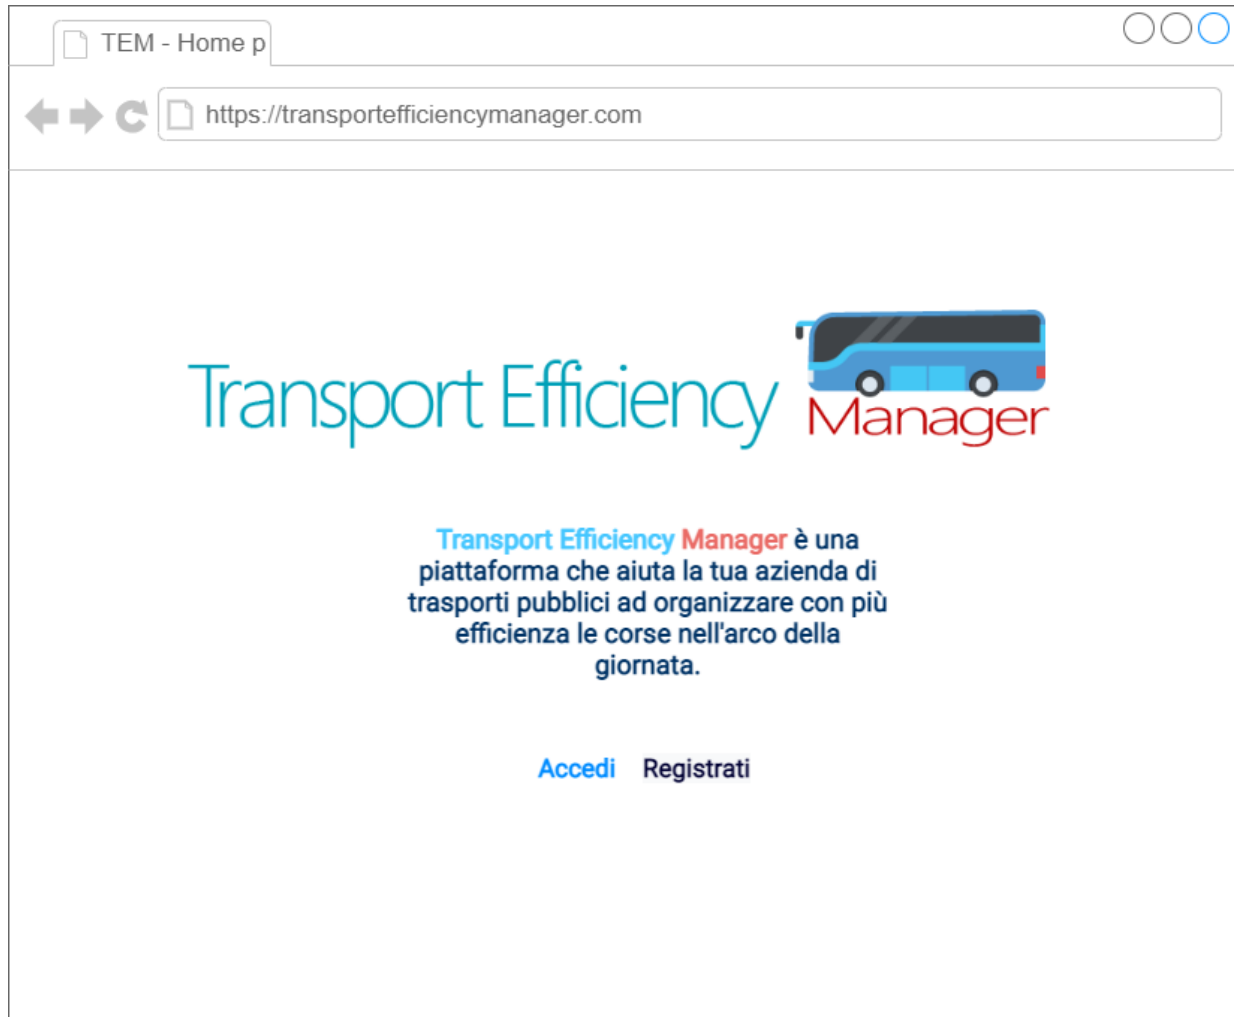 TEM - Home p
https://transportefficiencymanager.com
Transport Efficiency Manager
Transport Efficiency Manager è una
piattaforma che aiuta la tua azienda di
trasporti pubblici ad organizzare con più
efficienza le corse nell'arco della
giornata.
Accedi Registrati